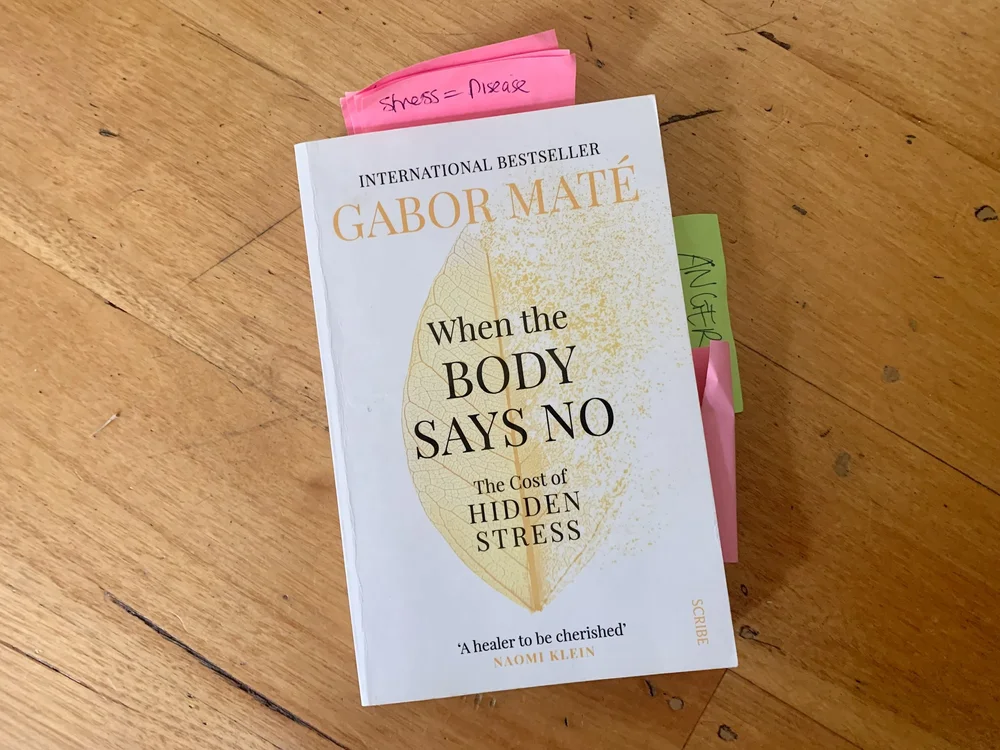 stress = Disease
INTERNATIONAL BESTSELLER
GABOR MATÉ
When the
BODY
SAYS NO
The Cost of
HIDDEN
STRESS
'A healer to be cherished'
NAOMI KLEIN
SCRIBE
ANGER